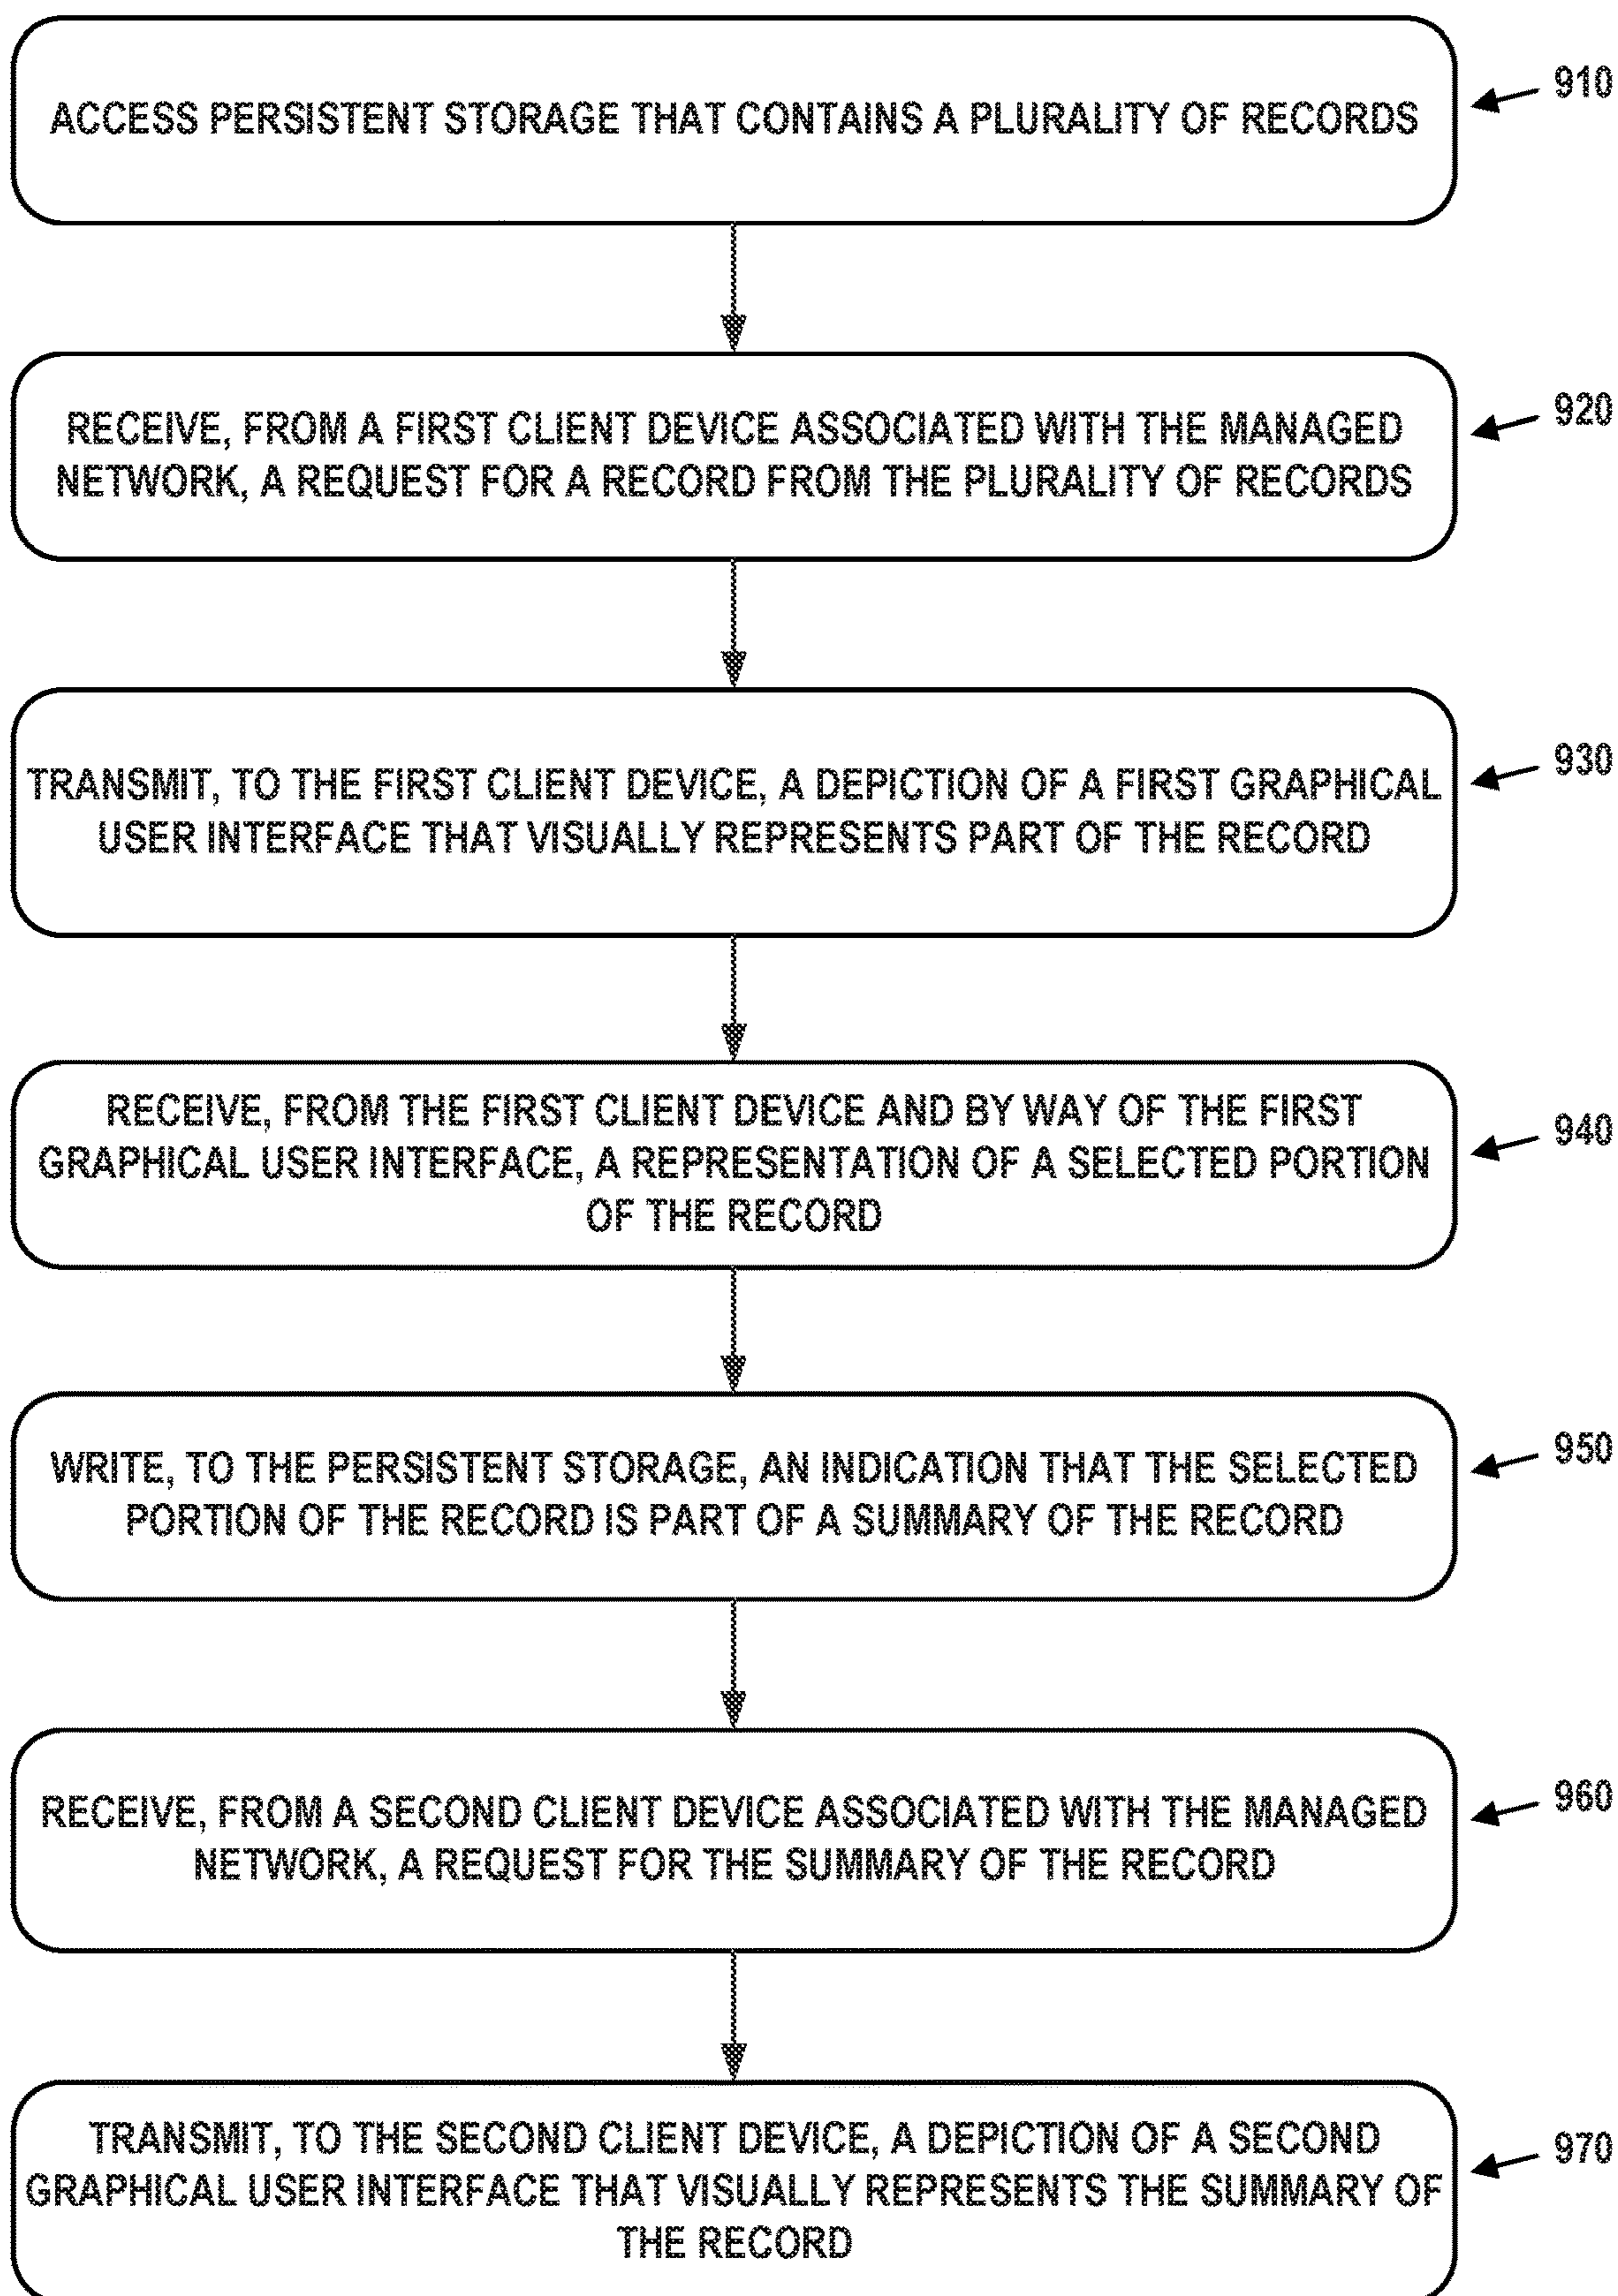 ACCESS PERSISTENT STORAGE THAT CONTAINS A PLURALITY OF RECORDS
910
RECEIVE, FROM A FIRST CLIENT DEVICE ASSOCIATED WITH THE MANAGED
NETWORK, A REQUEST FOR A RECORD FROM THE PLURALITY OF RECORDS
920
TRANSMIT, TO THE FIRST CLIENT DEVICE, A DEPICTION OF A FIRST GRAPHICAL
USER INTERFACE THAT VISUALLY REPRESENTS PART OF THE RECORD
930
RECEIVE, FROM THE FIRST CLIENT DEVICE AND BY WAY OF THE FIRST
GRAPHICAL USER INTERFACE, A REPRESENTATION OF A SELECTED PORTION
OF THE RECORD
940
WRITE, TO THE PERSISTENT STORAGE, AN INDICATION THAT THE SELECTED
PORTION OF THE RECORD IS PART OF A SUMMARY OF THE RECORD
950
RECEIVE, FROM A SECOND CLIENT DEVICE ASSOCIATED WITH THE MANAGED
NETWORK, A REQUEST FOR THE SUMMARY OF THE RECORD
960
TRANSMIT, TO THE SECOND CLIENT DEVICE, A DEPICTION OF A SECOND
GRAPHICAL USER INTERFACE THAT VISUALLY REPRESENTS THE SUMMARY OF
THE RECORD
970